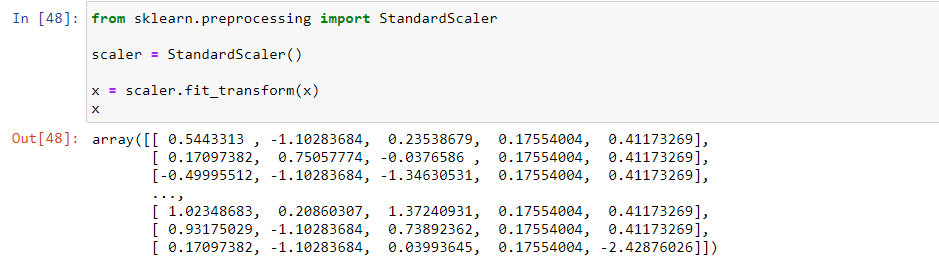 In [48]: from sklearn.preprocessing import StandardScaler
scaler = StandardScaler()
x = scaler.fit_transform(x)
x
Out[48]: array([[ 0.5443313 , -1.10283684,  0.23538679,  0.17554004,  0.41173269],
[ 0.17097382,  0.75057774, -0.0376586 ,  0.17554004,  0.41173269],
[-0.49995512, -1.10283684, -1.34630531,  0.17554004,  0.41173269],
...,
[ 1.02348683,  0.20860307,  1.37240931,  0.17554004,  0.41173269],
[ 0.93175029, -1.10283684,  0.73892362,  0.17554004,  0.41173269],
[ 0.17097382, -1.10283684,  0.03993645,  0.17554004, -2.42876026]])